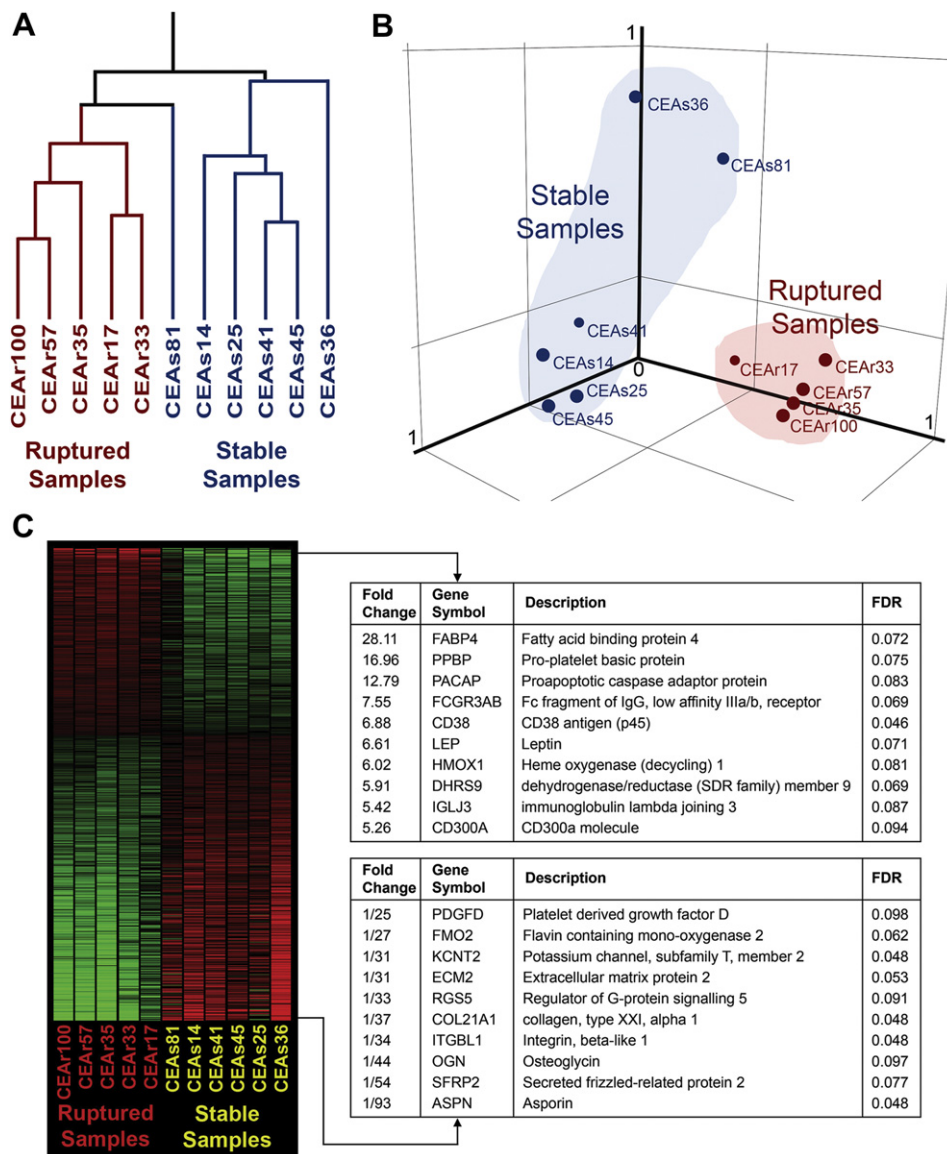 A
CEAr100
CEAr57
CEAr35
CEAr17
CEAr33
CEAs81
CEAs14
CEAs25
CEAs41
CEAs45
CEAs36
Ruptured
Samples
Stable
Samples
B
1
CEAs36
CEAs81
Stable
Samples
CEAs41
CEAs14
CEAs25
CEAs45
0
1
Ruptured
Samples
CEAr17
CEAr33
CEAr57
CEAr35
CEAr100
1
C
CEAr100
CEAr57
CEAr35
CEAr33
CEAr17
CEAs81
CEAs14
CEAs41
CEAs45
CEAs25
CEAs36
Ruptured
Samples
Stable
Samples
Fold Change Gene Symbol Description FDR
28.11 FABP4 Fatty acid binding protein 4 0.072
16.96 PPBP Pro-platelet basic protein 0.075
12.79 PACAP Proapoptotic caspase adaptor protein 0.083
7.55 FCGR3AB Fc fragment of IgG, low affinity IIIa/b, receptor 0.069
6.88 CD38 CD38 antigen (p45) 0.046
6.61 LEP Leptin 0.071
6.02 HMOX1 Heme oxygenase (decycling) 1 0.081
5.91 DHRS9 dehydrogenase/reductase (SDR family) member 9 0.069
5.42 IGLJ3 immunoglobulin lambda joining 3 0.087
5.26 CD300A CD300a molecule 0.094
Fold Change Gene Symbol Description FDR
1/25 PDGFD Platelet derived growth factor D 0.098
1/27 FMO2 Flavin containing mono-oxygenase 2 0.062
1/31 KCNT2 Potassium channel, subfamily T, member 2 0.048
1/31 ECM2 Extracellular matrix protein 2 0.053
1/33 RGS5 Regulator of G-protein signalling 5 0.091
1/37 COL21A1 collagen, type XXI, alpha 1 0.048
1/34 ITGBL1 Integrin, beta-like 1 0.048
1/44 OGN Osteoglycin 0.097
1/54 SFRP2 Secreted frizzled-related protein 2 0.077
1/93 ASPN Asporin 0.048